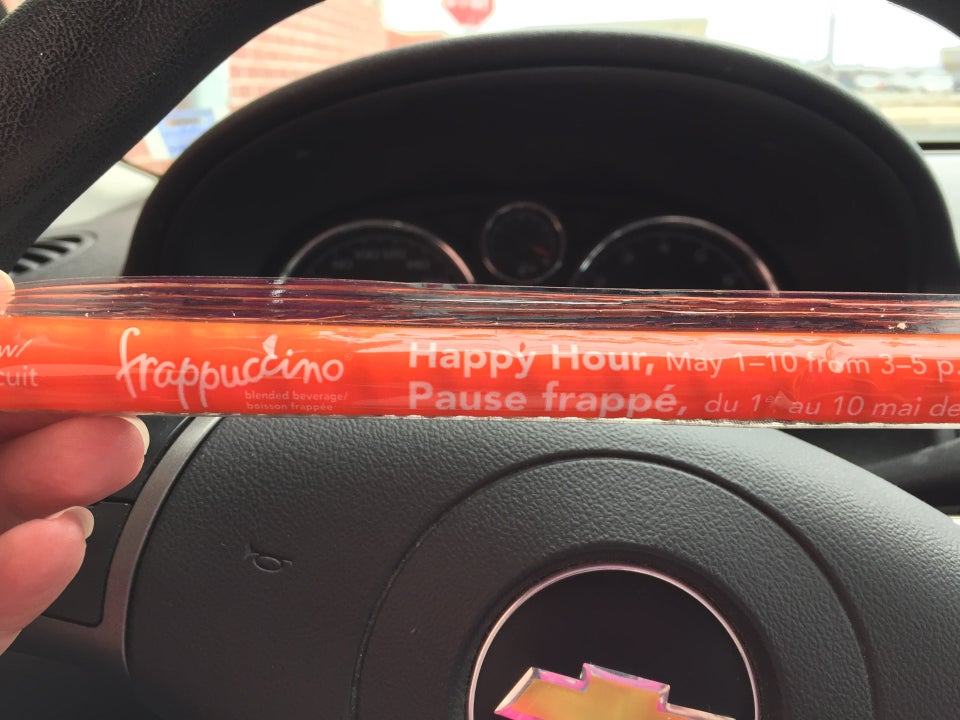 w/
cuit
frappuccino
blended beverage/
boisson frappée
Happy Hour, May 1–10 from 3–5 p.
Pause frappé, du 1er au 10 mai de